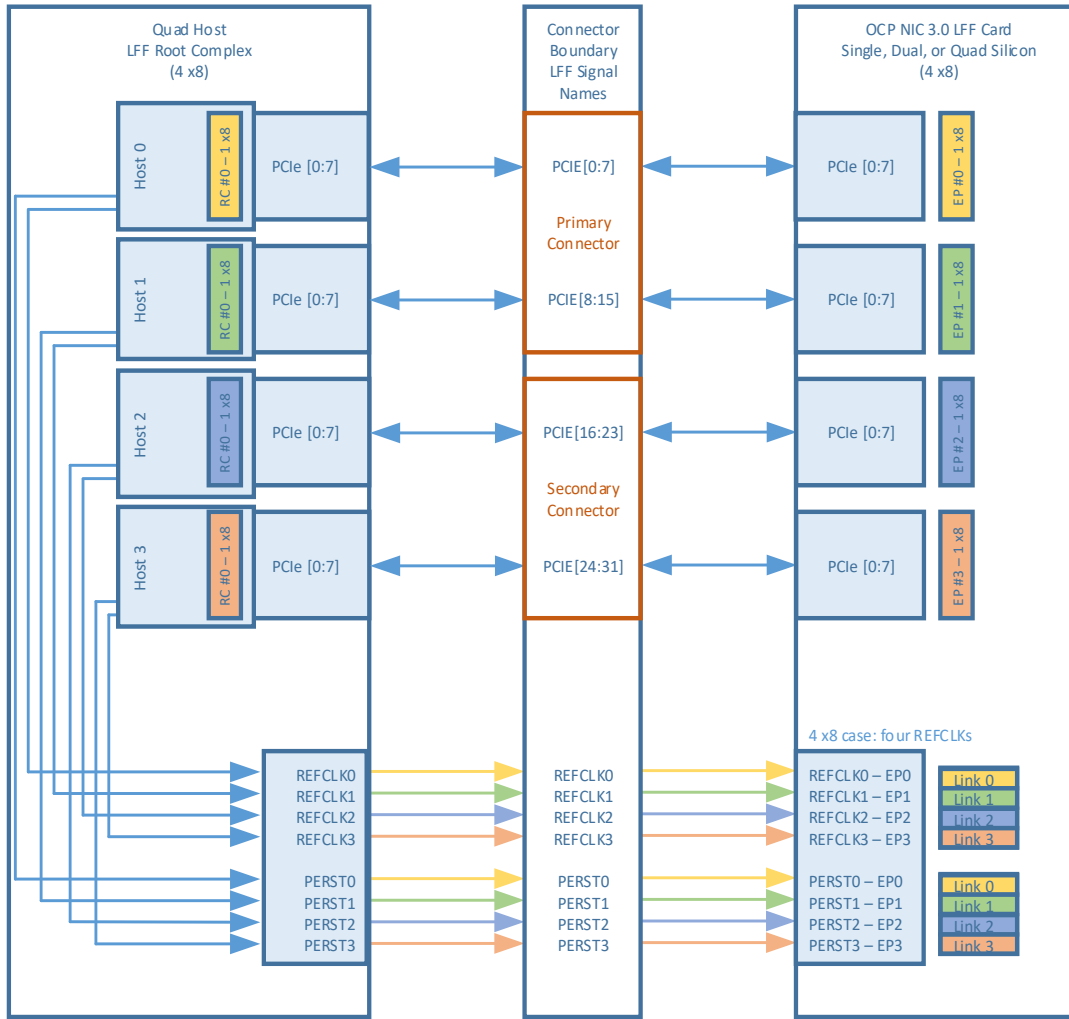 Quad Host
LFF Root Complex
(4 x8)
Connector
Boundary
LFF Signal
Names
OCP NIC 3.0 LFF Card
Single, Dual, or Quad Silicon
(4 x8)
Host 0
RC #0 – 1 x8
PCIe [0:7]
PCIE[0:7]
PCIe [0:7]
EP #0 – 1 x8
Primary
Connector
Host 1
RC #0 – 1 x8
PCIe [0:7]
PCIE[8:15]
PCIe [0:7]
EP #1 – 1 x8
Host 2
RC #0 – 1 x8
PCIe [0:7]
PCIE[16:23]
PCIe [0:7]
EP #2 – 1 x8
Secondary
Connector
Host 3
RC #0 – 1 x8
PCIe [0:7]
PCIE[24:31]
PCIe [0:7]
EP #3 – 1 x8
4 x8 case: four REFCLKs
REFCLK0
REFCLK1
REFCLK2
REFCLK3
PERST0
PERST1
PERST2
PERST3
REFCLK0
REFCLK1
REFCLK2
REFCLK3
PERST0
PERST1
PERST2
PERST3
REFCLK0 – EP0
REFCLK1 – EP1
REFCLK2 – EP2
REFCLK3 – EP3
PERST0 – EP0
PERST1 – EP1
PERST2 – EP2
PERST3 – EP3
Link 0
Link 1
Link 2
Link 3
Link 0
Link 1
Link 2
Link 3